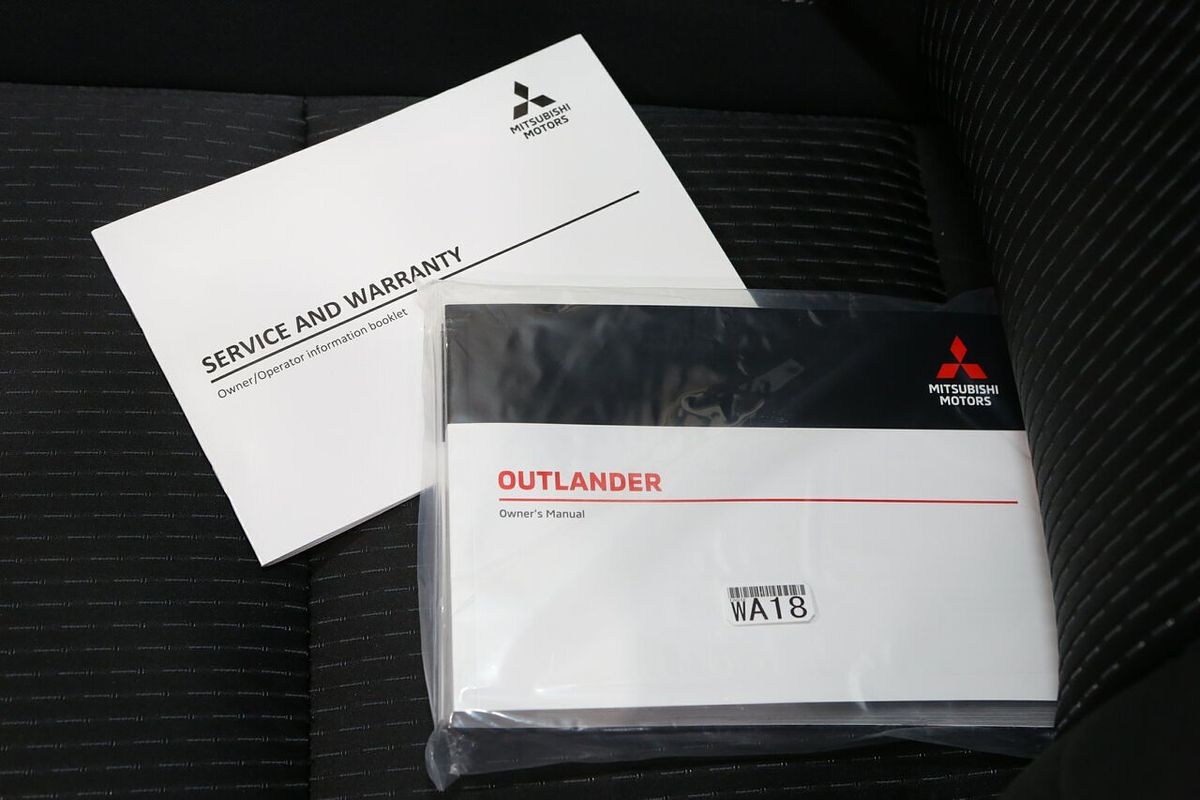 MITSUBISHI
MOTORS
SERVICE AND WARRANTY
Owner/Operator information booklet
MITSUBISHI
MOTORS
OUTLANDER
Owner's Manual
WA18